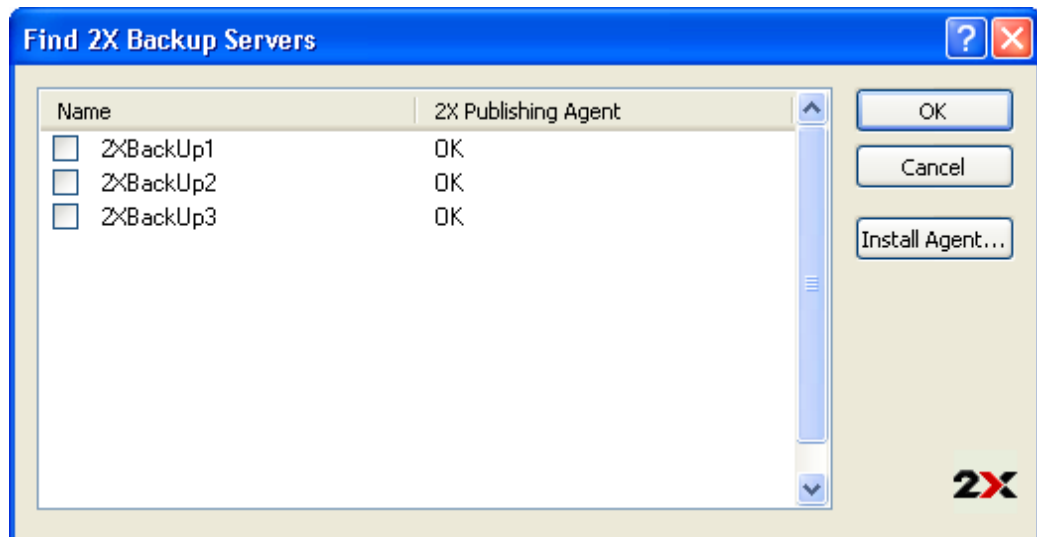 Find 2X Backup Servers
Name 2X Publishing Agent
2XBackUp1 OK
2XBackUp2 OK
2XBackUp3 OK
OK
Cancel
Install Agent...
2X